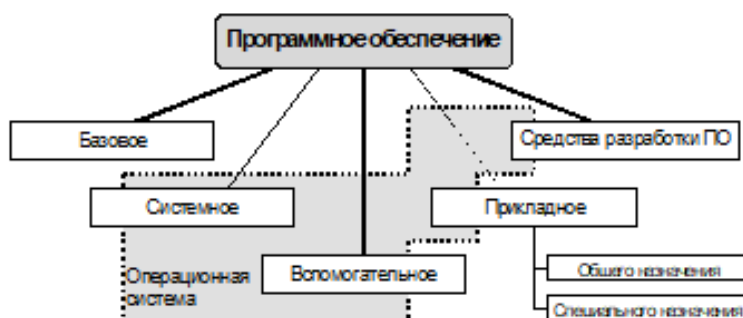 Программное обеспечение
Базовое
Средства разработки ПО
Системное
Прикладное
Операционная
система
Вспомогательное
Общего назначения
Специального назначения